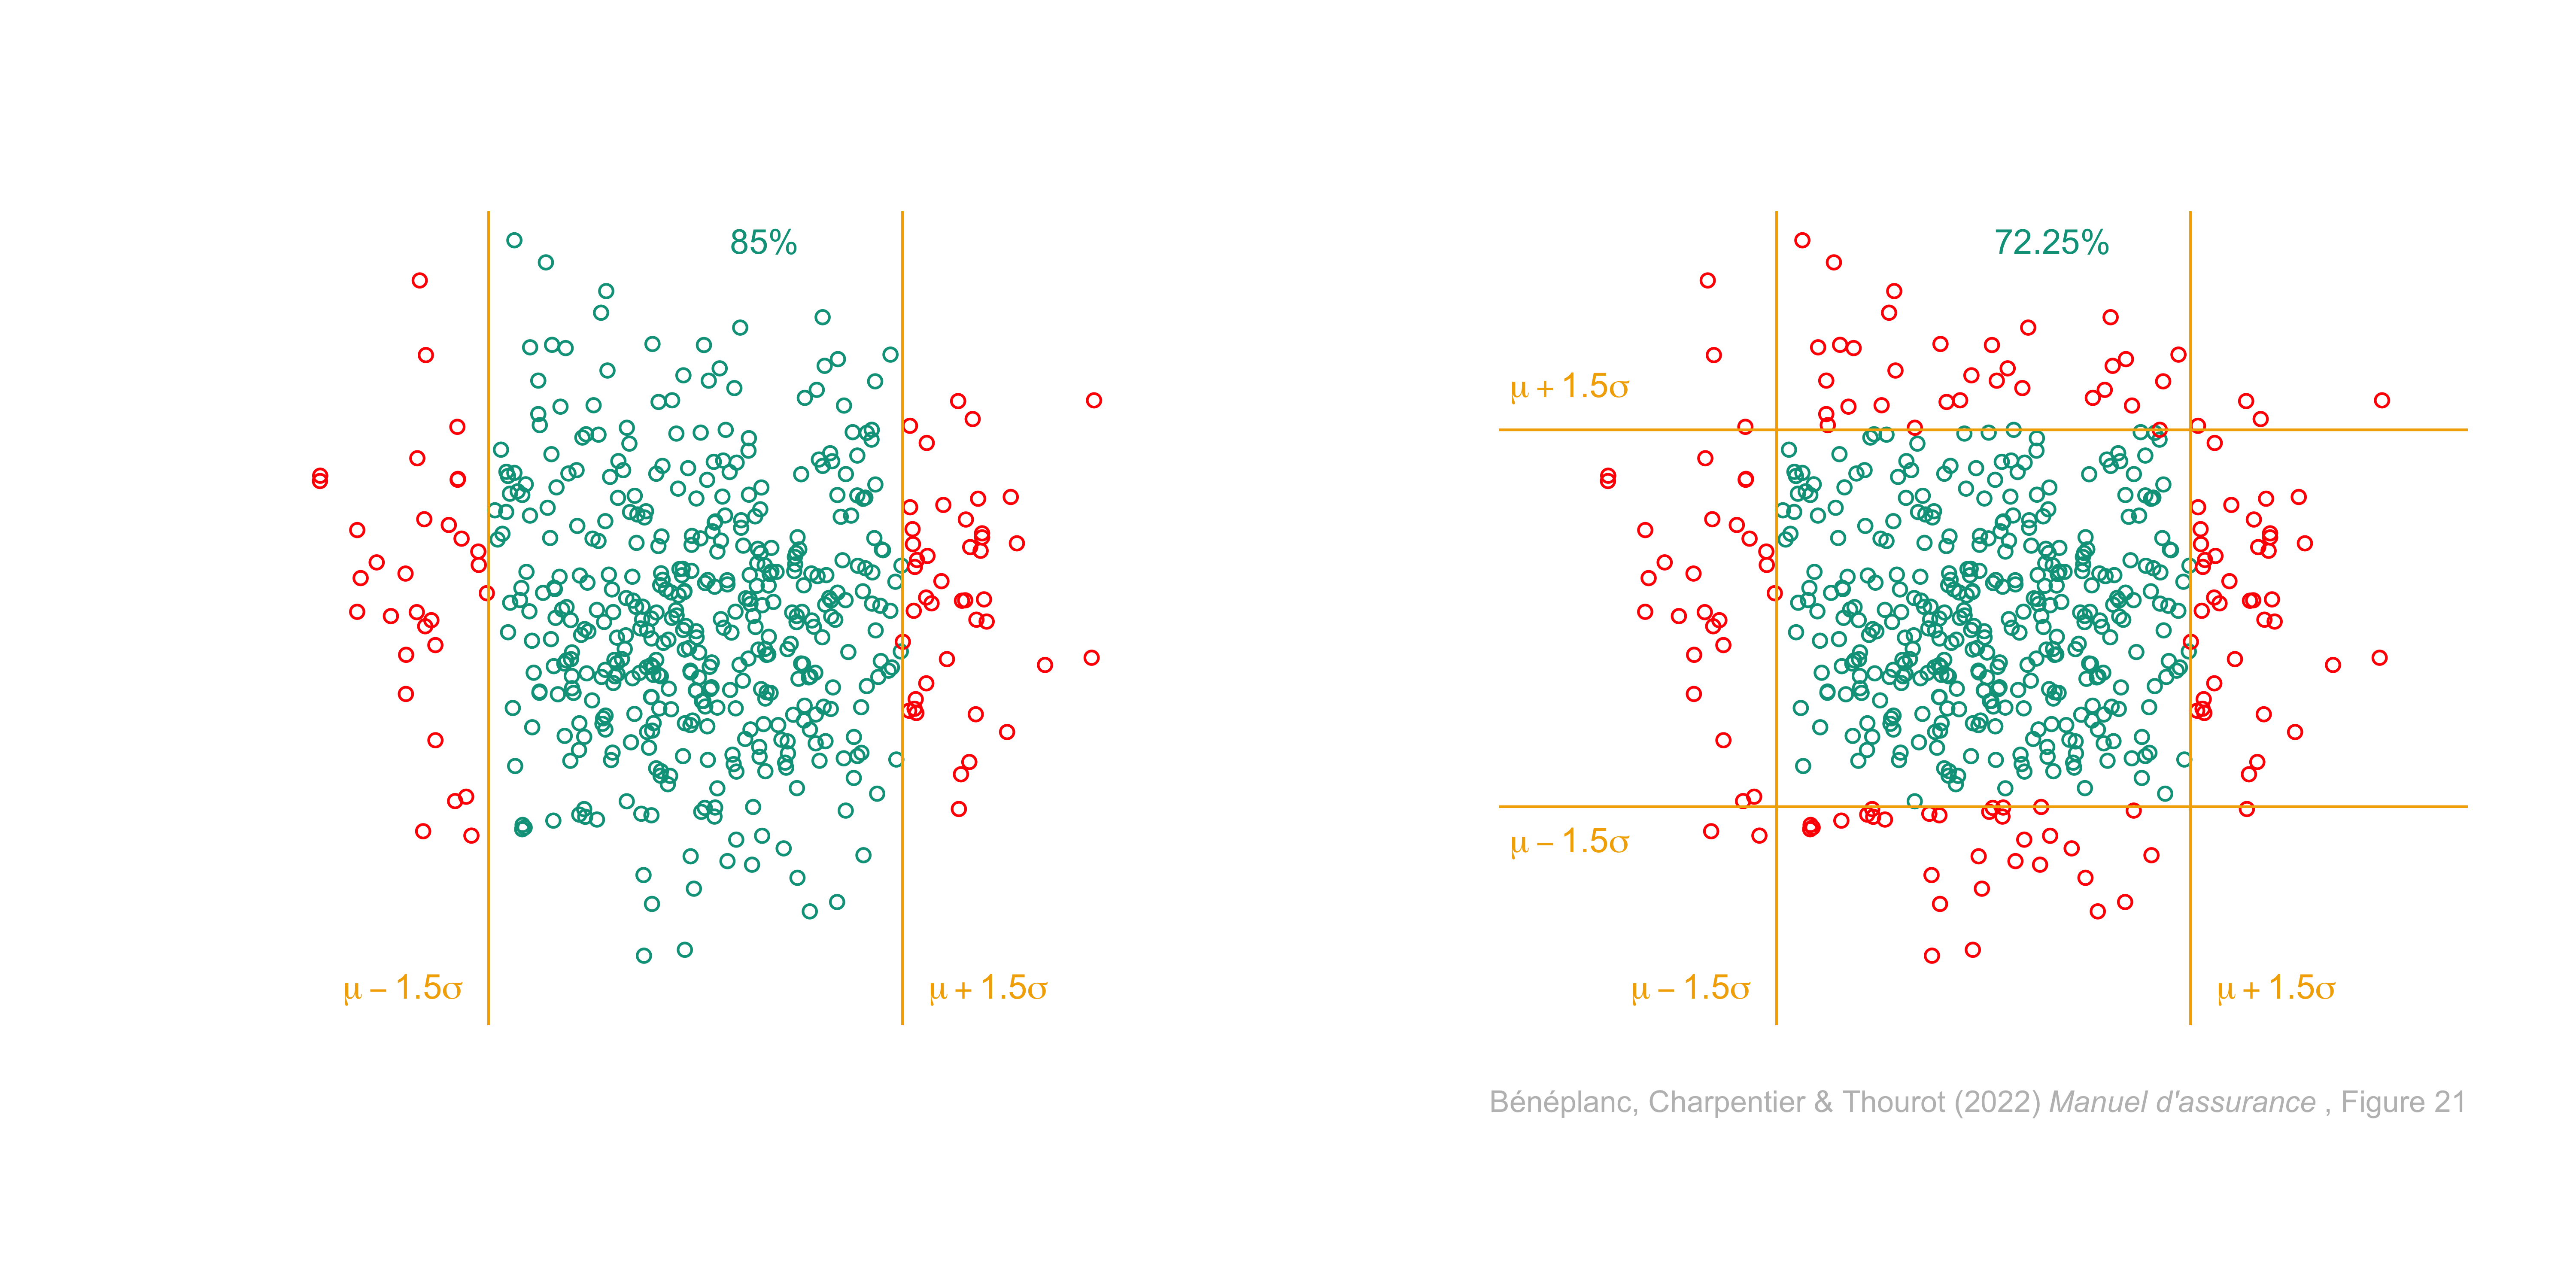 85%
μ − 1.5σ
μ + 1.5σ
72.25%
μ + 1.5σ
μ − 1.5σ
μ − 1.5σ
μ + 1.5σ
Bénéplanc, Charpentier & Thourot (2022) Manuel d'assurance , Figure 21